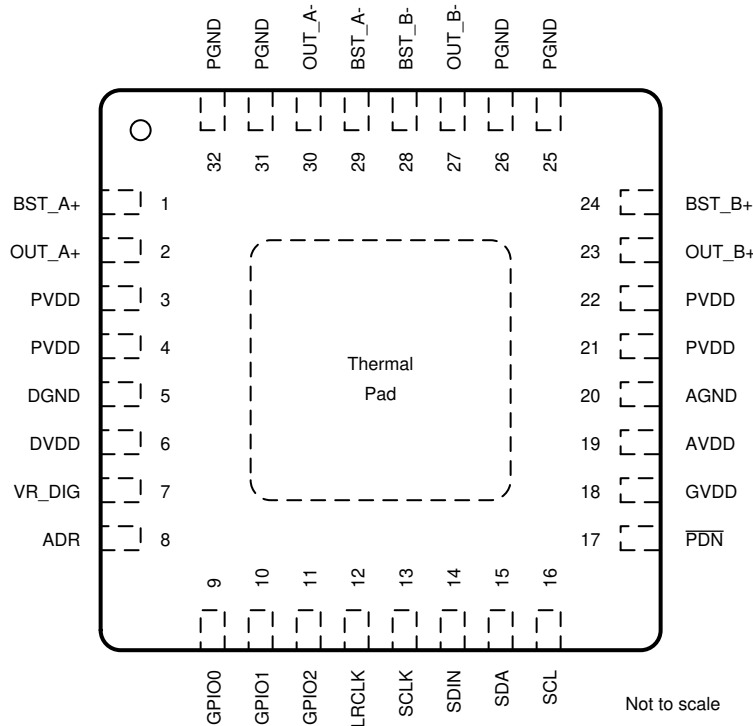 PGND
PGND
OUT_A-
BST_A-
BST_B-
OUT_B-
PGND
PGND
32
31
30
29
28
27
26
25
BST_A+ 1
24 BST_B+
OUT_A+ 2
23 OUT_B+
PVDD 3
22 PVDD
PVDD 4
21 PVDD
DGND 5
20 AGND
DVDD 6
19 AVDD
VR_DIG 7
18 GVDD
ADR 8
17 PDN
Thermal
Pad
9
10
11
12
13
14
15
16
GPIO0
GPIO1
GPIO2
LRCLK
SCLK
SDIN
SDA
SCL
Not to scale